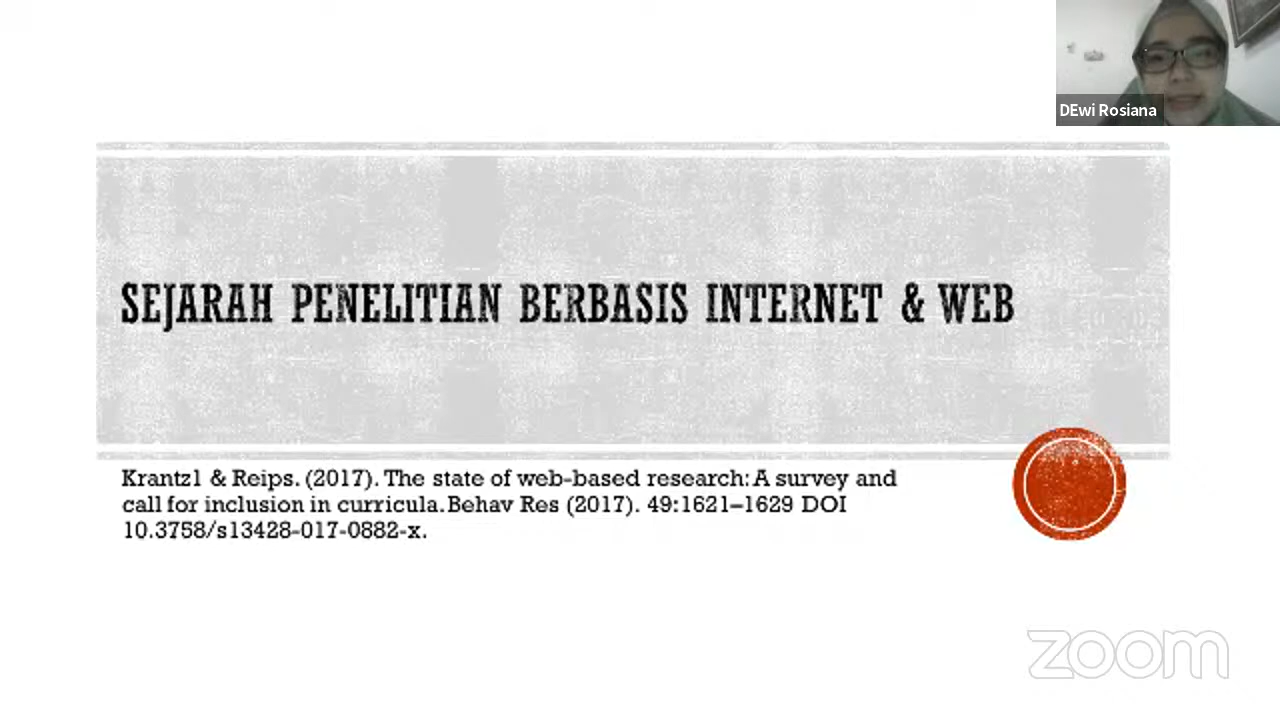 DEwi Rosiana
SEJARAH PENELITIAN BERBASIS INTERNET & WEB
Krantz1 & Reips. (2017). The state of web-based research: A survey and
call for inclusion in curricula. Behav Res (2017). 49:1621–1629 DOI
10.3758/s13428-017-0882-x.
zoom